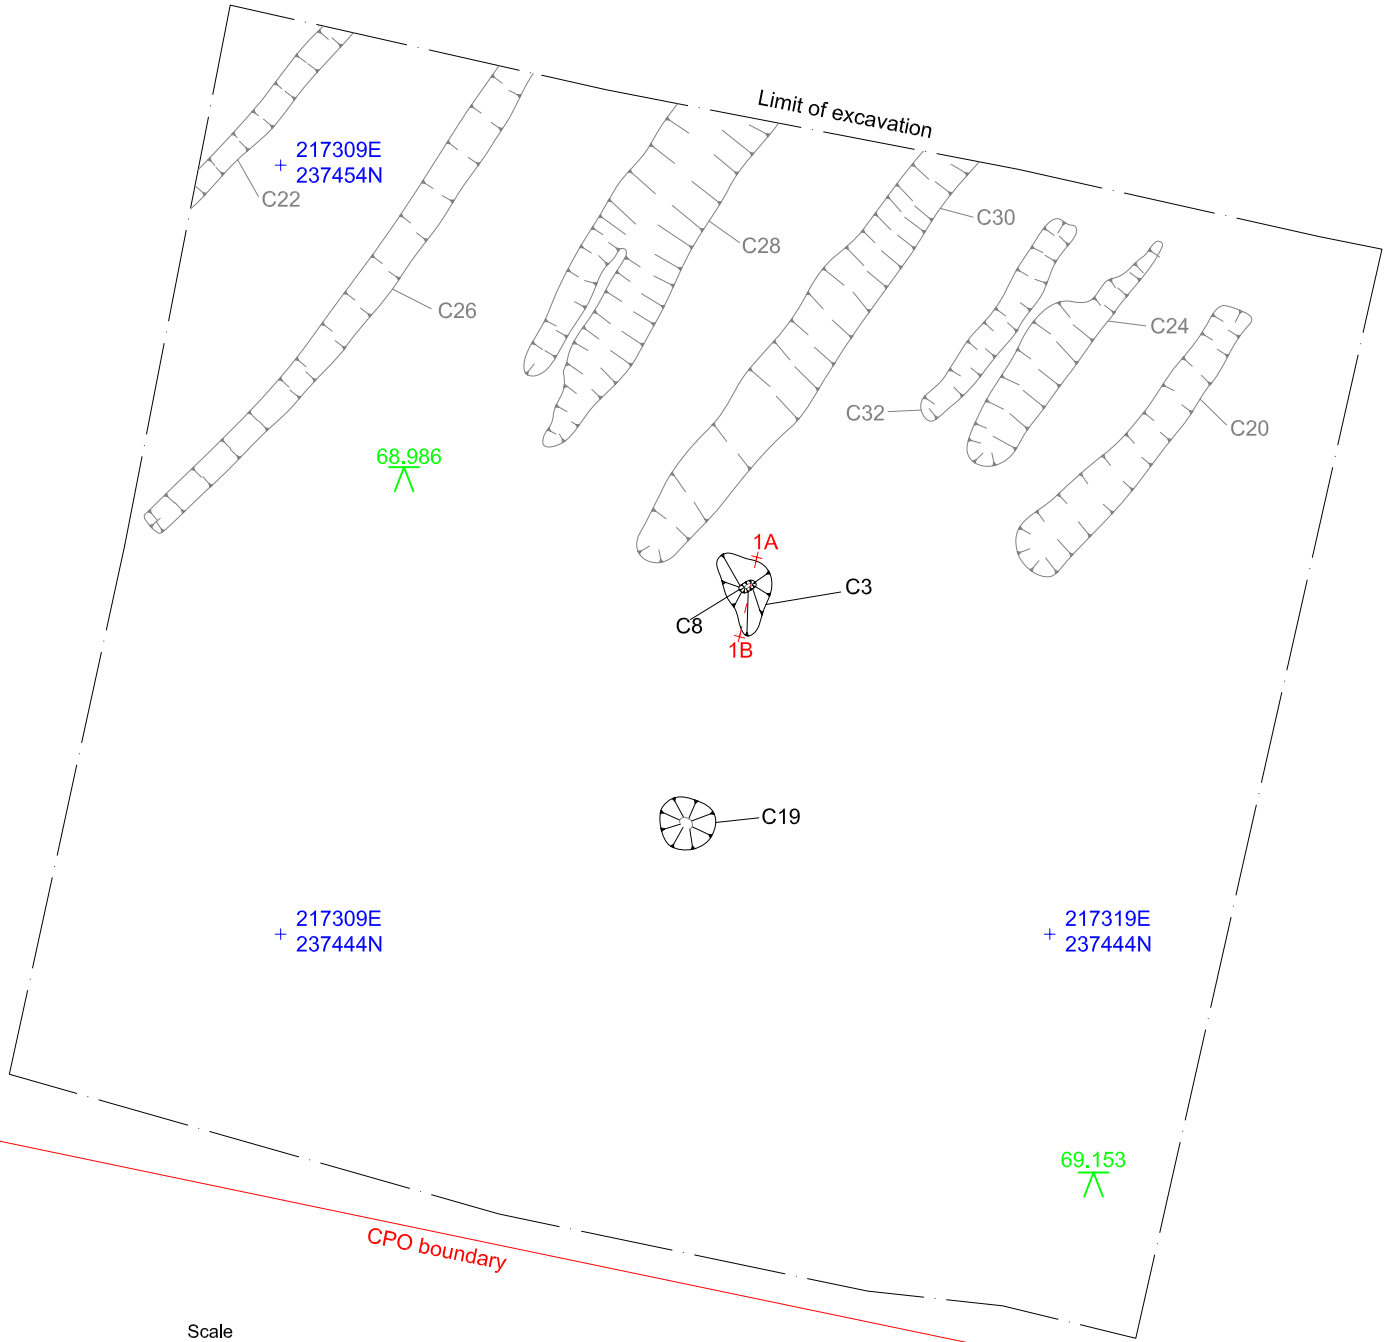 Limit of excavation
217309E
237454N
C22
C30
C28
C26
C24
C32
C20
68.986
1A
C3
C8
1B
C19
217309E
237444N
217319E
237444N
69.153
CPO boundary
Scale